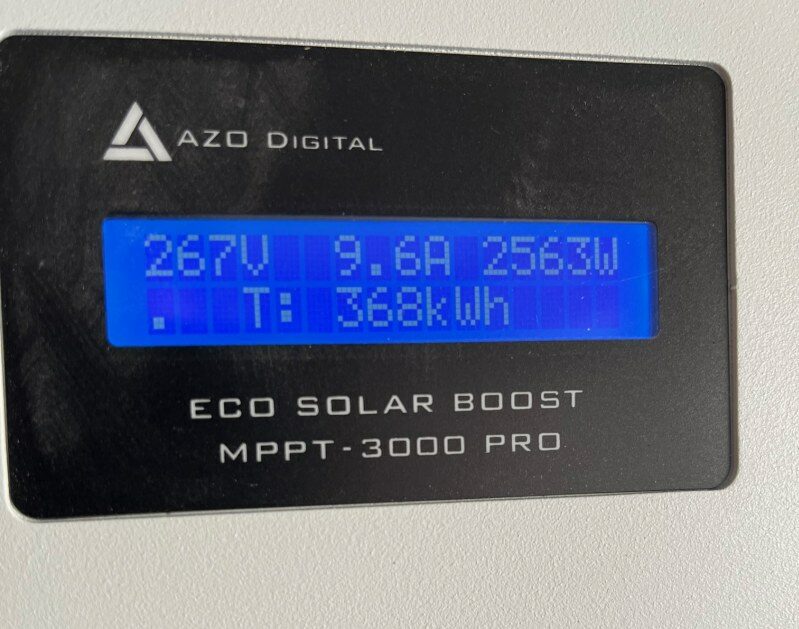 AZO DIGITAL
267V 9.6A 2563W
. T: 368kWh
ECO SOLAR BOOST
MPPT-3000 PRO